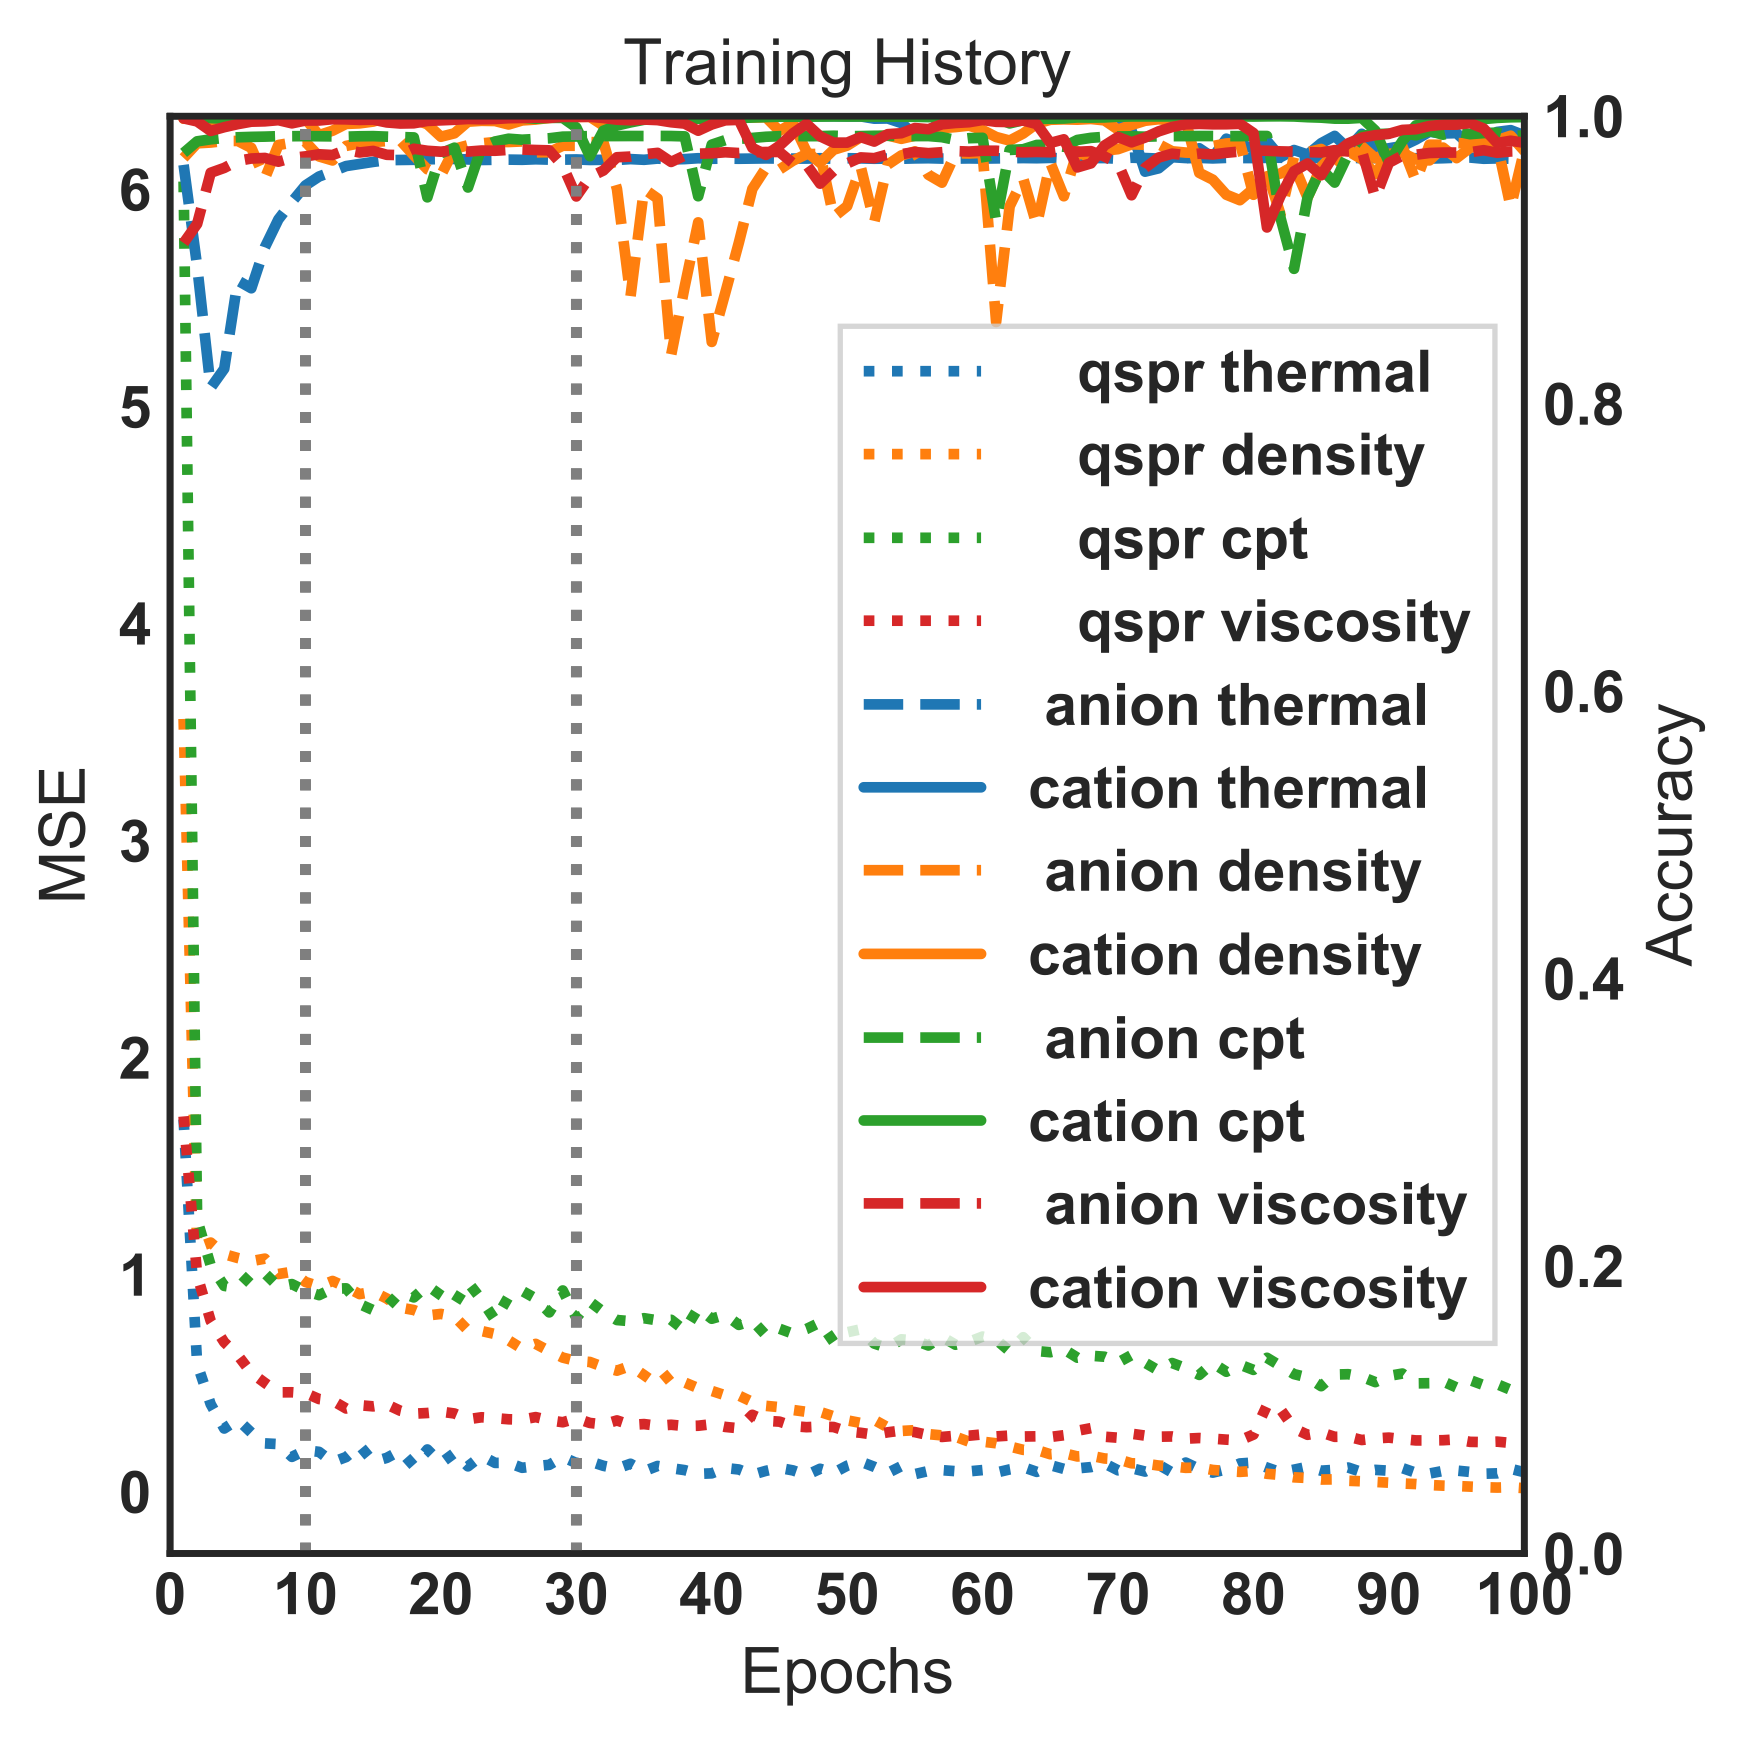 Training History
MSE
6
5
4
3
2
1
0
1.0
0.8
0.6
0.4
0.2
0.0
Accuracy
qspr thermal
qspr density
qspr cpt
qspr viscosity
anion thermal
cation thermal
anion density
cation density
anion cpt
cation cpt
anion viscosity
cation viscosity
0 10 20 30 40 50 60 70 80 90 100
Epochs